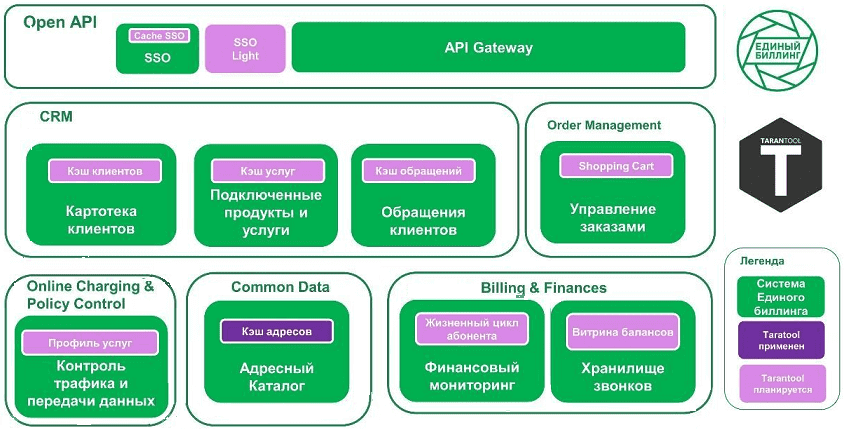 Open API
Cache SSO
SSO
SSO
Light
API Gateway
ЕДИНЫЙ
БИЛЛИНГ
CRM
Кэш клиентов
Картотека
клиентов
Кэш услуг
Подключенные
продукты и
услуги
Кэш обращений
Обращения
клиентов
Order Management
Shopping Cart
Управление
заказами
TARANTOOL
T
Online Charging &
Policy Control
Профиль услуг
Контроль
трафика и
передачи данных
Common Data
Кэш адресов
Адресный
Каталог
Billing & Finances
Жизненный цикл
абонента
Финансовый
мониторинг
Витрина балансов
Хранилище
звонков
Легенда
Система
Единого
биллинга
Taratool
применен
Tarantool
планируется